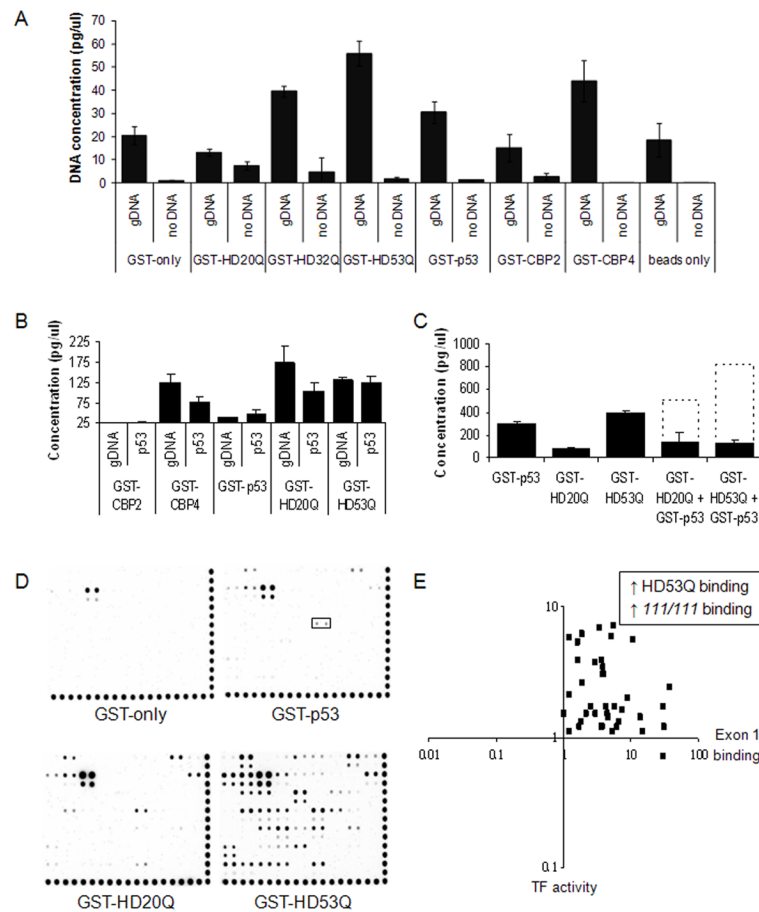 A
DNA concentration (pg/ul)
70
60
50
40
30
20
10
0
gDNA
no DNA
gDNA
no DNA
gDNA
no DNA
gDNA
no DNA
gDNA
no DNA
gDNA
no DNA
gDNA
no DNA
gDNA
no DNA
GST-only
GST-HD20Q
GST-HD32Q
GST-HD53Q
GST-p53
GST-CBP2
GST-CBP4
beads only
B
Concentration (pg/ul)
225
175
125
75
25
gDNA
p53
gDNA
p53
gDNA
p53
gDNA
p53
gDNA
p53
GST-
CBP2
GST-
CBP4
GST-p53
GST-
HD20Q
GST-
HD53Q
C
Concentration (pg/ul)
1000
800
600
400
200
0
GST-p53
GST-
HD20Q
GST-
HD53Q
GST-
HD20Q +
GST-p53
GST-
HD53Q +
GST-p53
D
GST-only
GST-p53
GST-HD20Q
GST-HD53Q
E
↑ HD53Q binding
↑ 111/111 binding
10
1
0.1
0.01
0.1
1
10
100
Exon 1
binding
TF activity